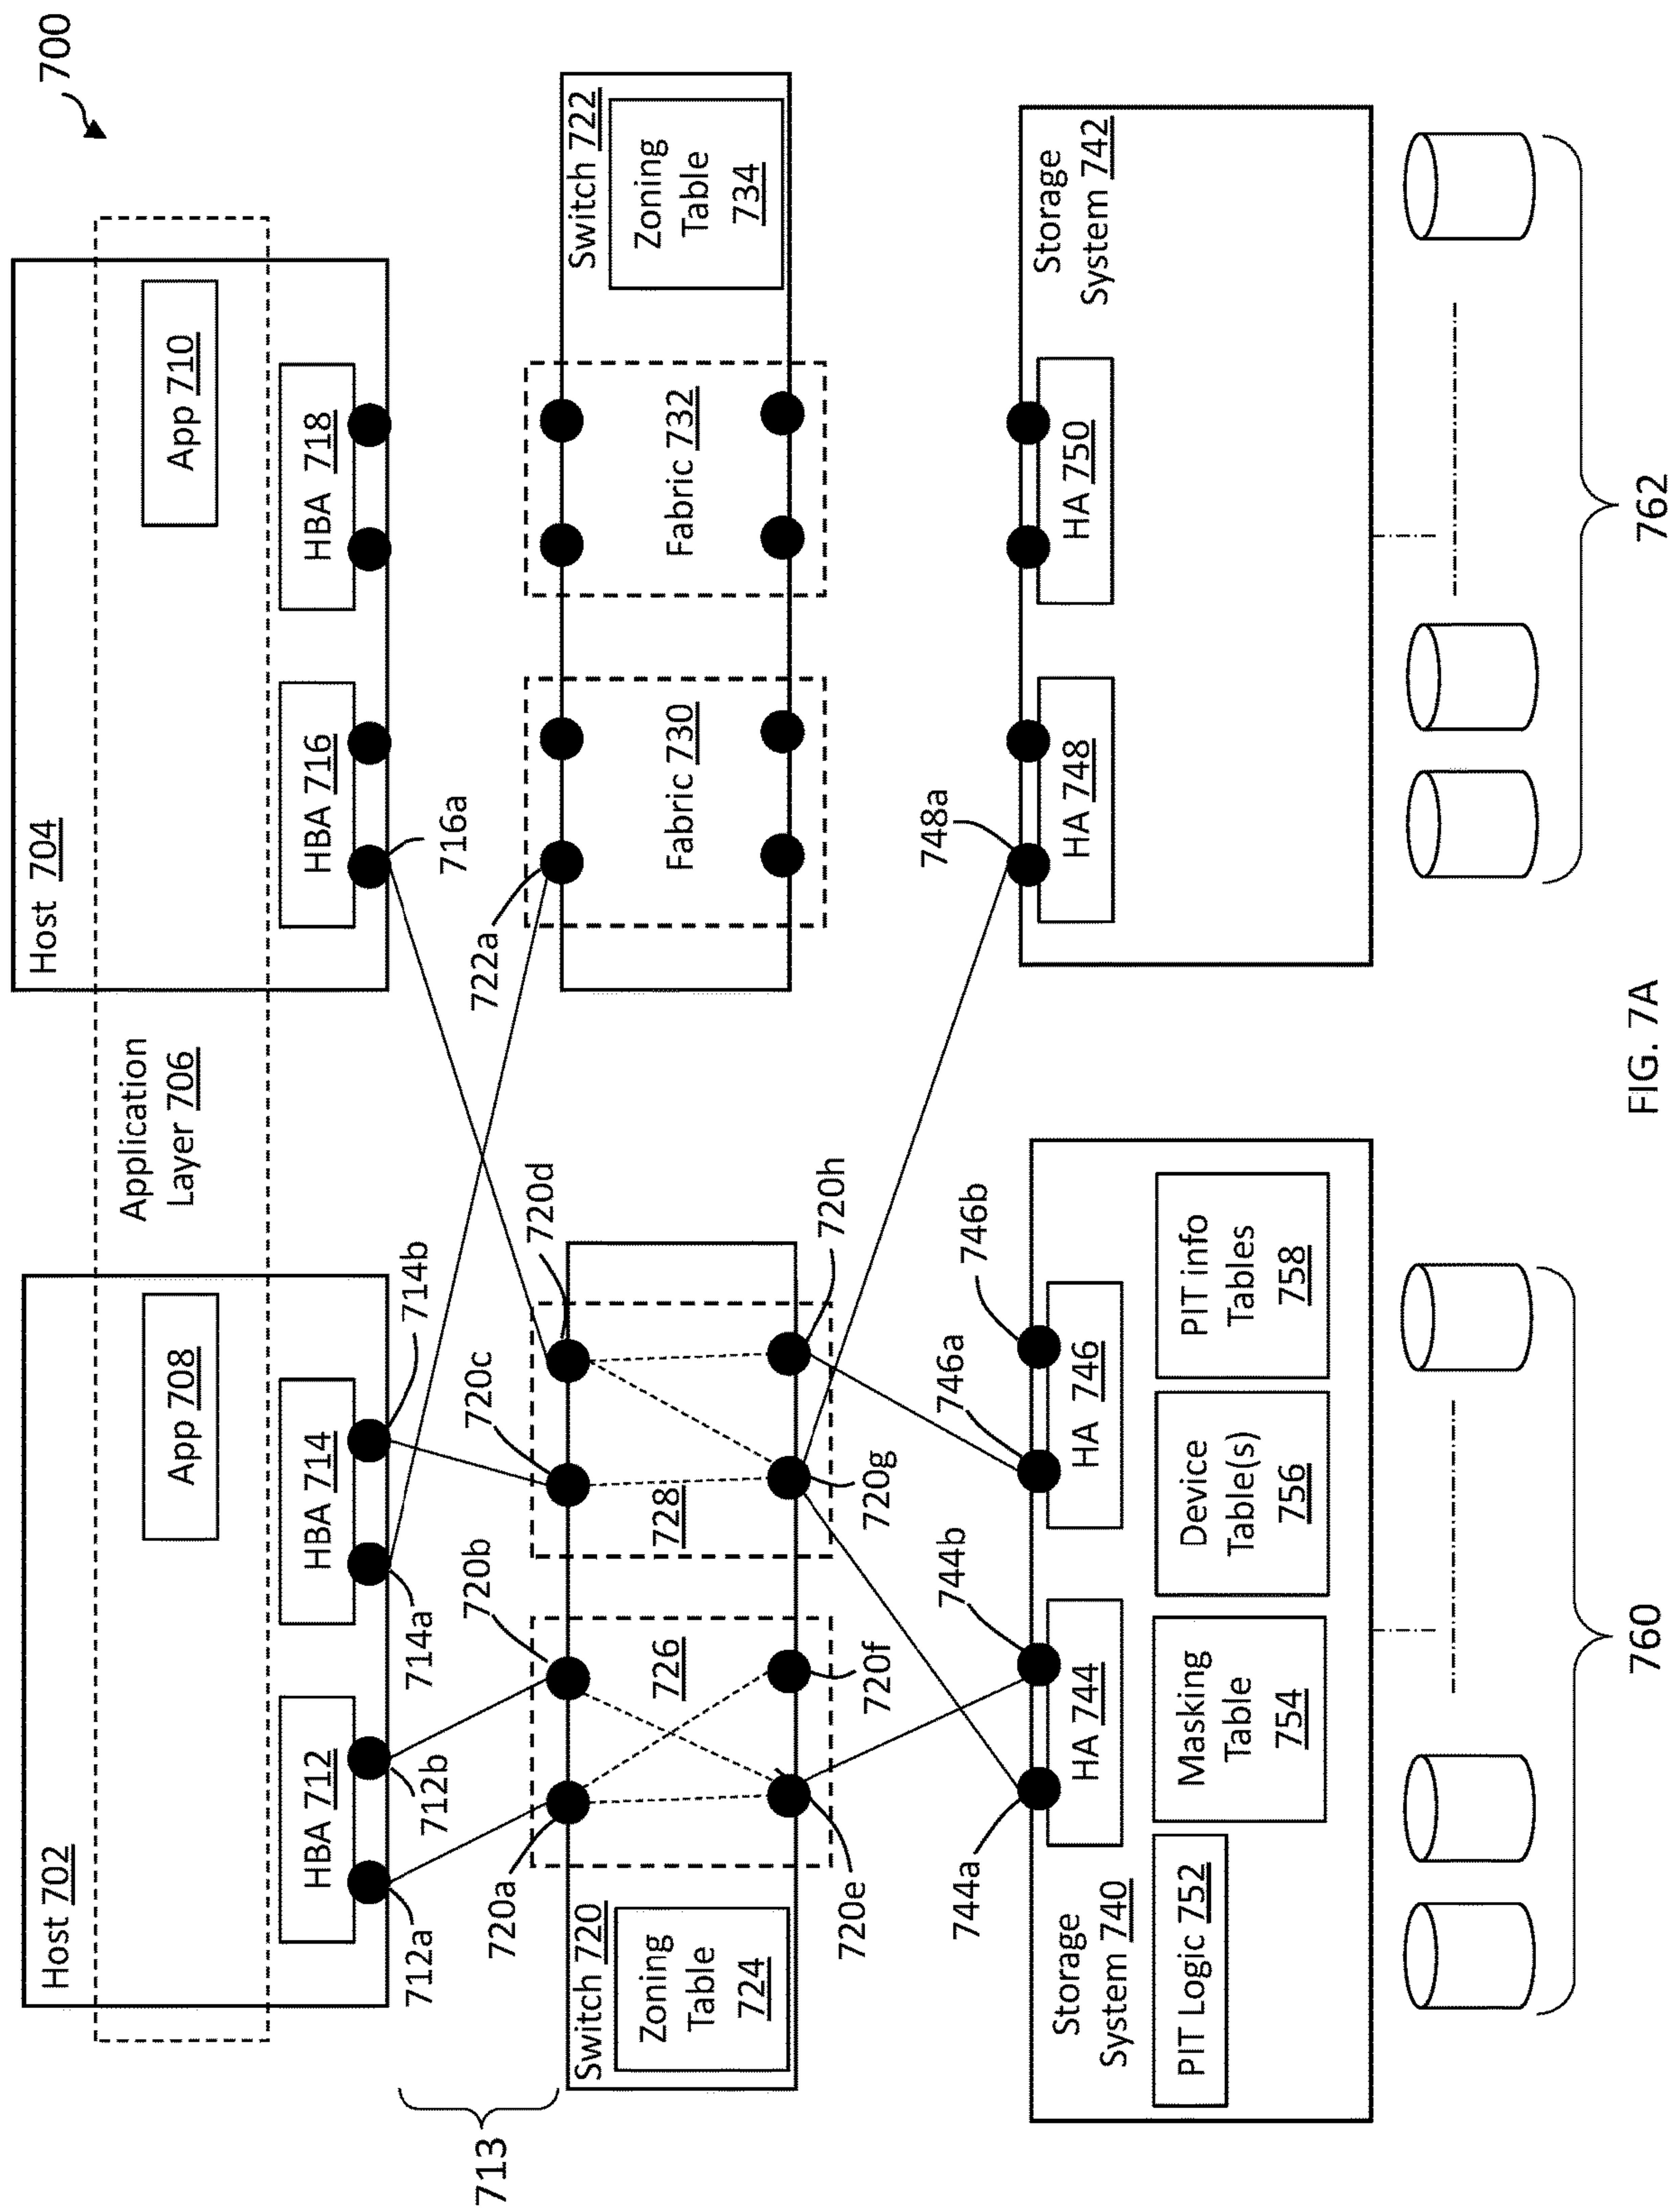 700
Host 702
Host 704
Application
Layer 706
App 708
App 710
HBA 712
HBA 714
HBA 716
HBA 718
712a
712b
714a
714b
716a
713
720a
720b
720c
720d
722a
Switch 720
Zoning
Table
724
726
728
Switch 722
Fabric 730
Fabric 732
Zoning
Table
734
720e
720f
720g
720h
744a
744b
746a
746b
748a
Storage
System 740
HA 744
HA 746
PIT Logic 752
Masking
Table
754
Device
Table(s)
756
PIT info
Tables
758
Storage
System 742
HA 748
HA 750
760
762
FIG. 7A